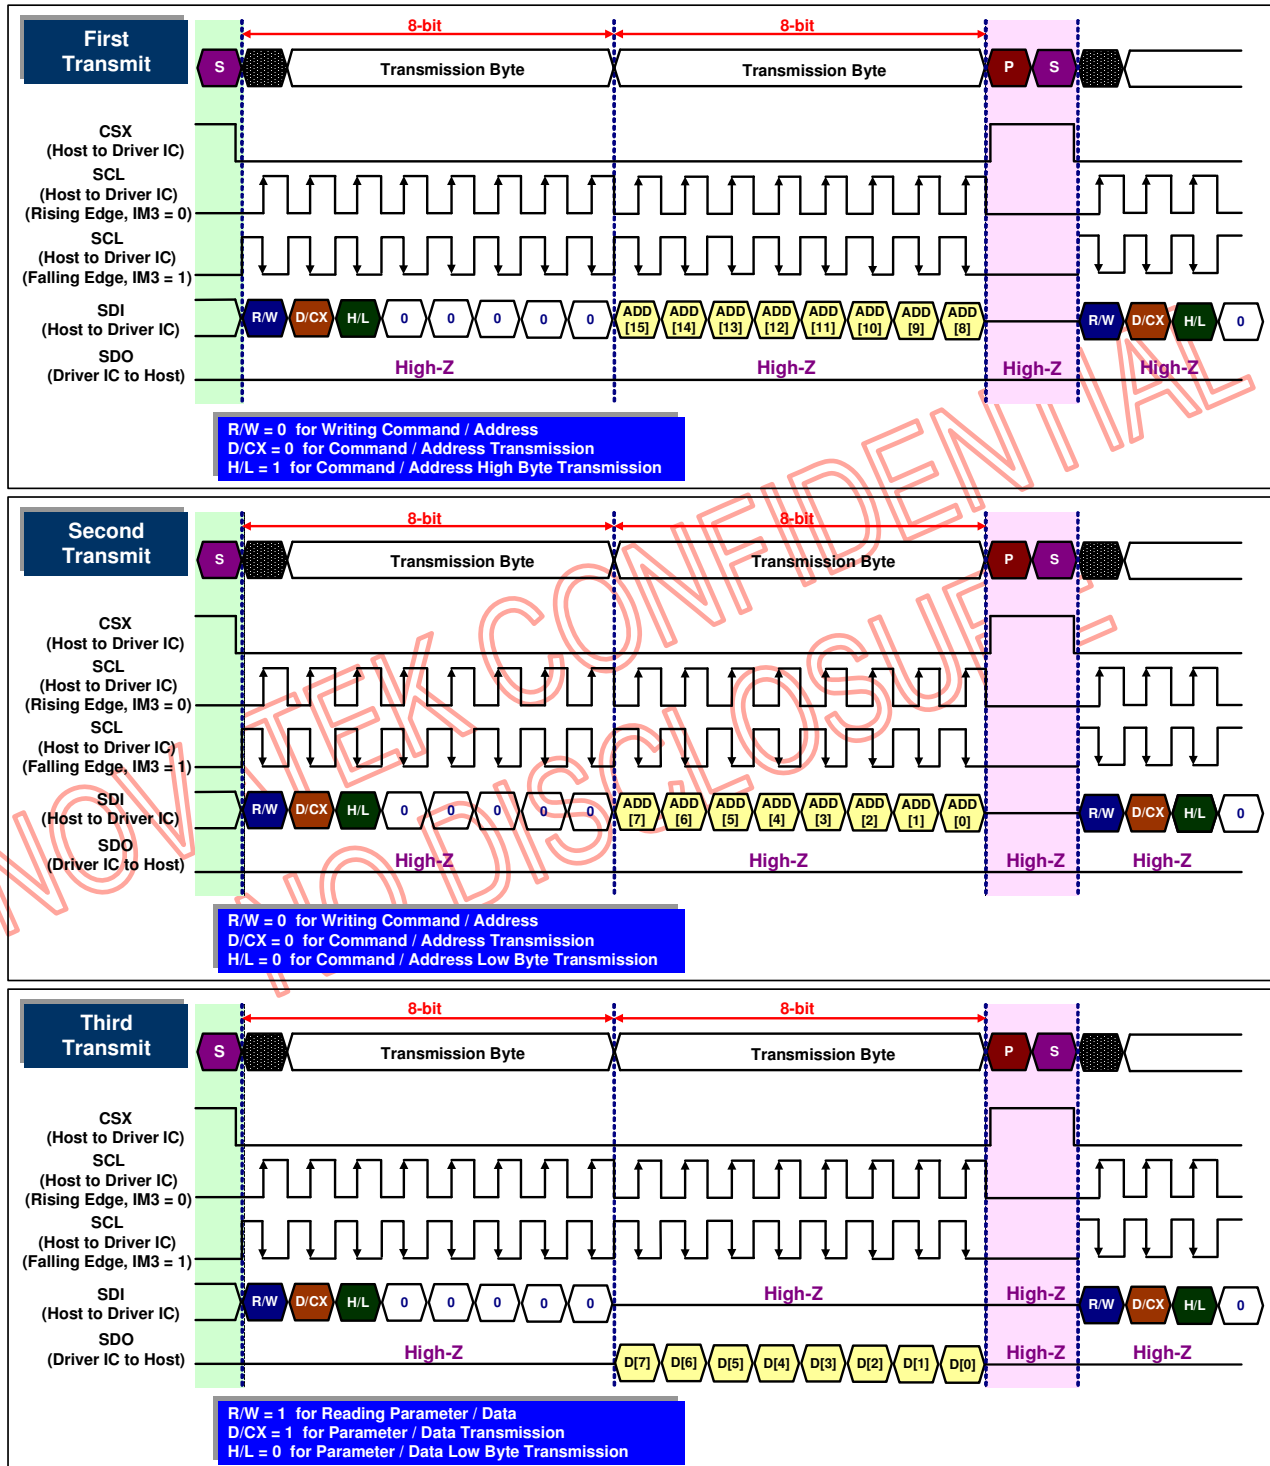 First
Transmit
8-bit
8-bit
S
Transmission Byte
Transmission Byte
P
S
CSX
(Host to Driver IC)
SCL
(Host to Driver IC)
(Rising Edge, IM3 = 0)
SCL
(Host to Driver IC)
(Falling Edge, IM3 = 1)
SDI
(Host to Driver IC)
R/W D/CX H/L 0 0 0 0 0 ADD [15] ADD [14] ADD [13] ADD [12] ADD [11] ADD [10] ADD [9] ADD [8] R/W D/CX H/L 0
SDO
(Driver IC to Host)
High-Z High-Z High-Z High-Z
R/W = 0 for Writing Command / Address
D/CX = 0 for Command / Address Transmission
H/L = 1 for Command / Address High Byte Transmission
Second
Transmit
8-bit
8-bit
S
Transmission Byte
Transmission Byte
P
S
CSX
(Host to Driver IC)
SCL
(Host to Driver IC)
(Rising Edge, IM3 = 0)
SCL
(Host to Driver IC)
(Falling Edge, IM3 = 1)
SDI
(Host to Driver IC)
R/W D/CX H/L 0 0 0 0 0 ADD [7] ADD [6] ADD [5] ADD [4] ADD [3] ADD [2] ADD [1] ADD [0] R/W D/CX H/L 0
SDO
(Driver IC to Host)
High-Z High-Z High-Z High-Z
R/W = 0 for Writing Command / Address
D/CX = 0 for Command / Address Transmission
H/L = 0 for Command / Address Low Byte Transmission
Third
Transmit
8-bit
8-bit
S
Transmission Byte
Transmission Byte
P
S
CSX
(Host to Driver IC)
SCL
(Host to Driver IC)
(Rising Edge, IM3 = 0)
SCL
(Host to Driver IC)
(Falling Edge, IM3 = 1)
SDI
(Host to Driver IC)
R/W D/CX H/L 0 0 0 0 0 High-Z High-Z R/W D/CX H/L 0
SDO
(Driver IC to Host)
High-Z D[7] D[6] D[5] D[4] D[3] D[2] D[1] D[0] High-Z High-Z
R/W = 1 for Reading Parameter / Data
D/CX = 1 for Parameter / Data Transmission
H/L = 0 for Parameter / Data Low Byte Transmission
NOVATEK CONFIDENTIAL
NO DISCLOSURE